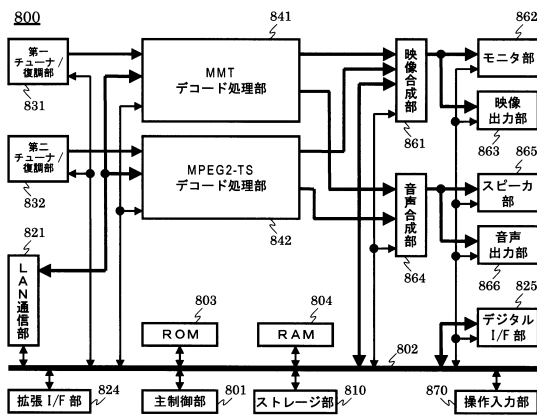 800
841
862
第一
チューナ/
復調部
831
MMT
デコード処理部
映像合成部
861
モニタ部
映像
出力部
863
第二
チューナ/
復調部
832
MPEG2-TS
デコード処理部
842
865
スピーカ
部
音声合成部
864
音声
出力部
866
821
LAN通信部
803
ROM
804
RAM
825
デジタル
I/F部
802
拡張I/F部
824
主制御部
801
ストレージ部
810
870
操作入力部